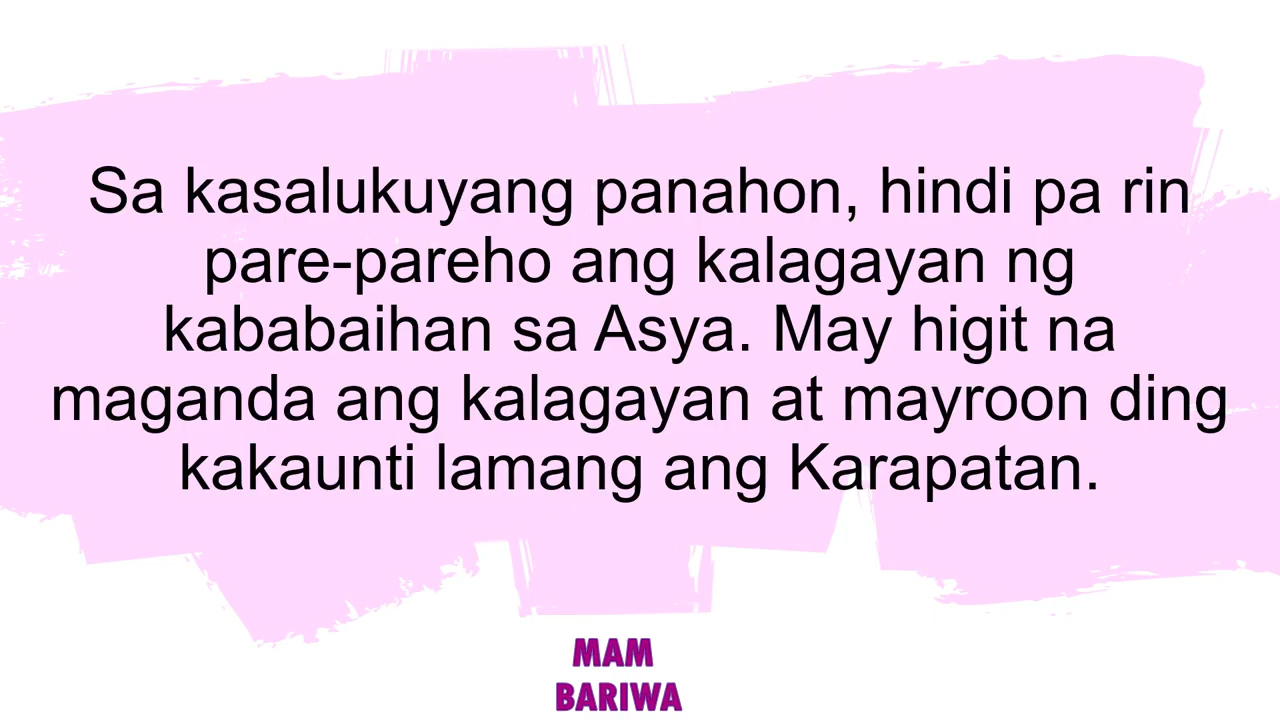 Sa kasalukuyang panahon, hindi pa rin
pare-pareho ang kalagayan ng
kababaihan sa Asya. May higit na
maganda ang kalagayan at mayroon ding
kakaunti lamang ang Karapatan.
MAM
BARIWA